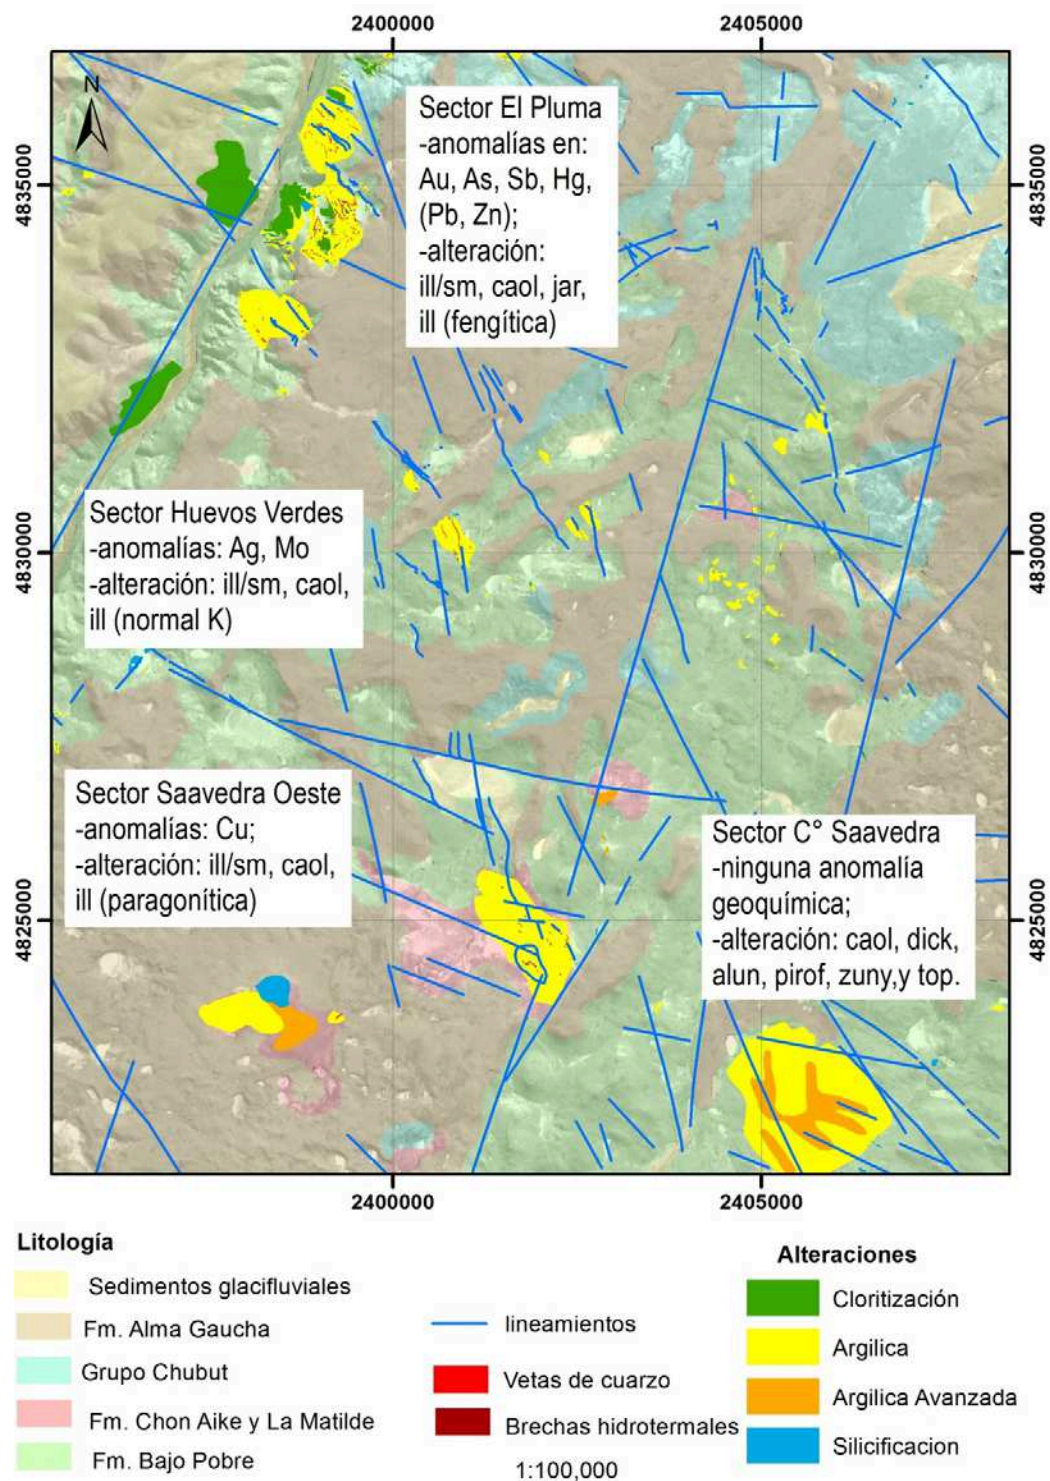 2400000
2405000
N
4835000
4835000
Sector El Pluma
-anomalías en:
Au, As, Sb, Hg,
(Pb, Zn);
-alteración:
ill/sm, caol, jar,
ill (fengítica)
Sector Huevos Verdes
-anomalías: Ag, Mo
-alteración: ill/sm, caol,
ill (normal K)
4830000
4830000
Sector Saavedra Oeste
-anomalías: Cu;
-alteración: ill/sm, caol,
ill (paragonítica)
Sector C° Saavedra
-ninguna anomalía
geoquímica;
-alteración: caol, dick,
alun, pirof, zuny,y top.
4825000
4825000
2400000
2405000
Litología
Sedimentos glacifluviales
Fm. Alma Gaucha
Grupo Chubut
Fm. Chon Aike y La Matilde
Fm. Bajo Pobre
lineamientos
Vetas de cuarzo
Brechas hidrotermales
1:100,000
Alteraciones
Cloritización
Argilica
Argilica Avanzada
Silicificacion